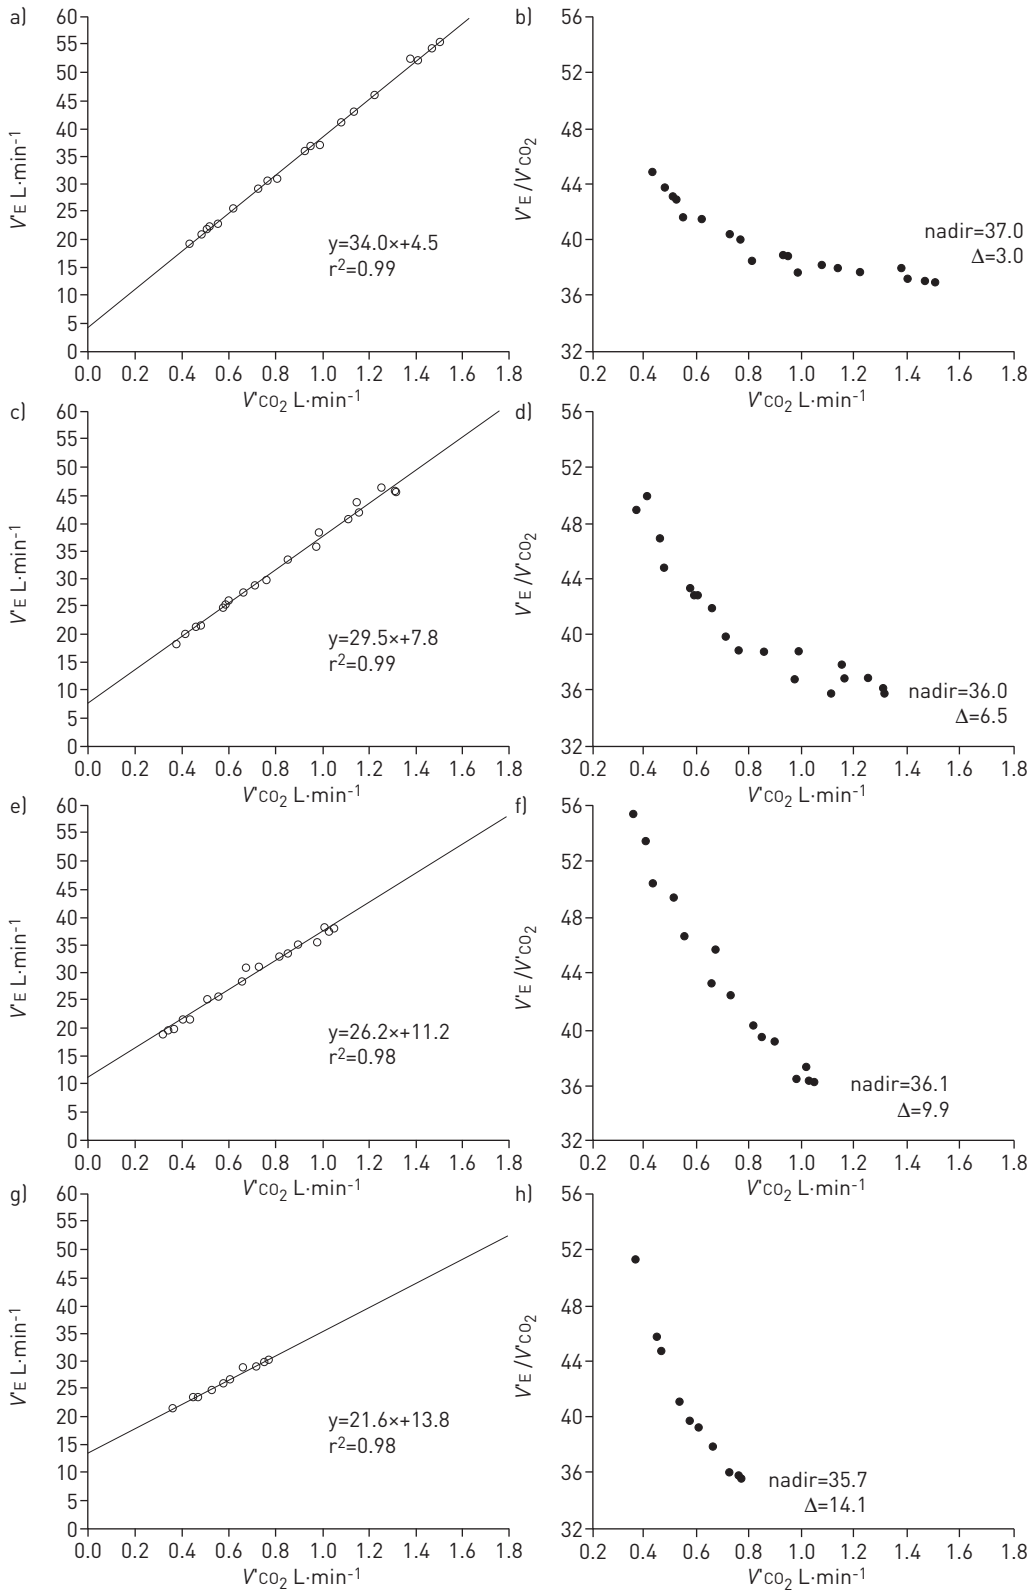 a)
60
55
50
45
40
35
30
25
20
15
10
5
0
V'E L·min-1
y=34.0×+4.5
r2=0.99
0.0 0.2 0.4 0.6 0.8 1.0 1.2 1.4 1.6 1.8
V'CO2 L·min-1
b)
56
52
48
44
40
36
32
V'E /V'CO2
nadir=37.0
Δ=3.0
0.2 0.4 0.6 0.8 1.0 1.2 1.4 1.6 1.8
V'CO2 L·min-1
c)
60
55
50
45
40
35
30
25
20
15
10
5
0
V'E L·min-1
y=29.5×+7.8
r2=0.99
0.0 0.2 0.4 0.6 0.8 1.0 1.2 1.4 1.6 1.8
V'CO2 L·min-1
d)
56
52
48
44
40
36
32
V'E /V'CO2
nadir=36.0
Δ=6.5
0.2 0.4 0.6 0.8 1.0 1.2 1.4 1.6 1.8
V'CO2 L·min-1
e)
60
55
50
45
40
35
30
25
20
15
10
5
0
V'E L·min-1
y=26.2×+11.2
r2=0.98
0.0 0.2 0.4 0.6 0.8 1.0 1.2 1.4 1.6 1.8
V'CO2 L·min-1
f)
56
52
48
44
40
36
32
V'E /V'CO2
nadir=36.1
Δ=9.9
0.2 0.4 0.6 0.8 1.0 1.2 1.4 1.6 1.8
V'CO2 L·min-1
g)
60
55
50
45
40
35
30
25
20
15
10
5
0
V'E L·min-1
y=21.6×+13.8
r2=0.98
0.0 0.2 0.4 0.6 0.8 1.0 1.2 1.4 1.6 1.8
V'CO2 L·min-1
h)
56
52
48
44
40
36
32
V'E /V'CO2
nadir=35.7
Δ=14.1
0.2 0.4 0.6 0.8 1.0 1.2 1.4 1.6 1.8
V'CO2 L·min-1